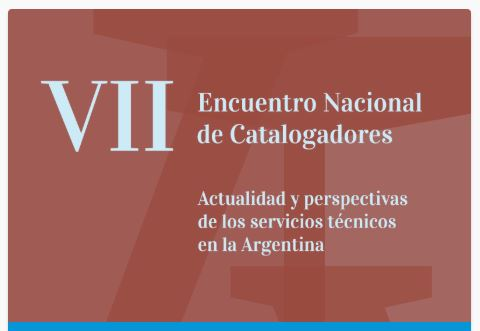 VII
Encuentro Nacional
de Catalogadores
Actualidad y perspectivas
de los servicios técnicos
en la Argentina